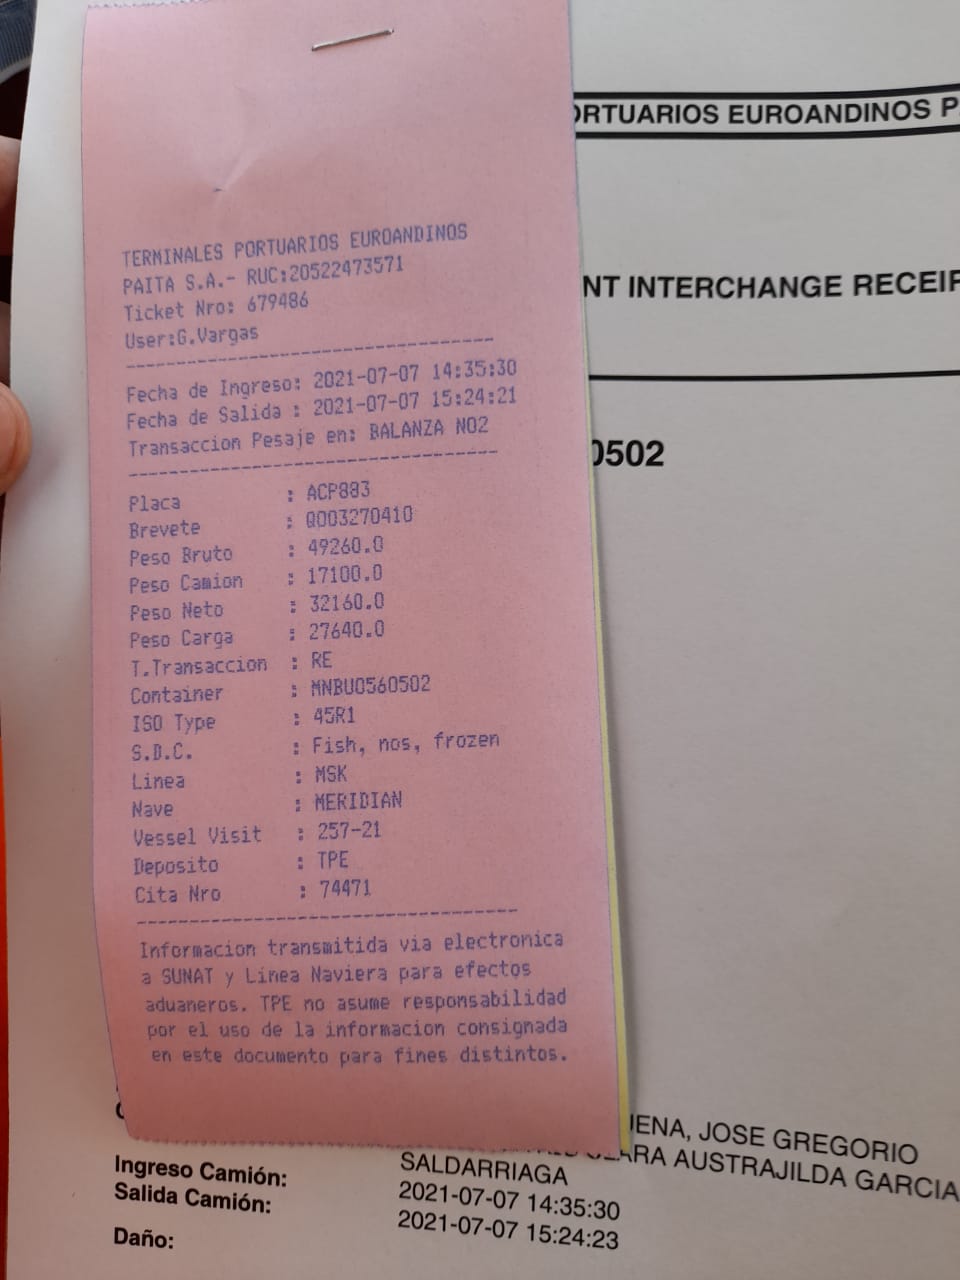 TERMINALES PORTUARIOS EUROANDINOS
PAITA S.A.- RUC:20522473571
Ticket Nro: 679486
User:G.Vargas
--------------------------------------
Fecha de Ingreso: 2021-07-07 14:35:30
Fecha de Salida : 2021-07-07 15:24:21
Transaccion Pesaje en: BALANZA NO2
--------------------------------------
Placa : ACP883
Brevete : Q003270410
Peso Bruto : 49260.0
Peso Camion : 17100.0
Peso Neto : 32160.0
Peso Carga : 27640.0
T.Transaccion : RE
Container : MNBU0560502
ISO Type : 45R1
S.D.C. : Fish, nos, frozen
Linea : MSK
Nave : MERIDIAN
Vessel Visit : 257-21
Deposito : TPE
Cita Nro : 74471
--------------------------------------
Informacion transmitida via electronica
a SUNAT y Linea Naviera para efectos
aduaneros. TPE no asume responsabilidad
por el uso de la informacion consignada
en este documento para fines distintos.
ORTUARIOS EUROANDINOS P
NT INTERCHANGE RECEIP
0502
UENA, JOSE GREGORIO
ARA AUSTRAJILDA GARCIA
SALDARRIAGA
Ingreso Camión: 2021-07-07 14:35:30
Salida Camión: 2021-07-07 15:24:23
Daño: